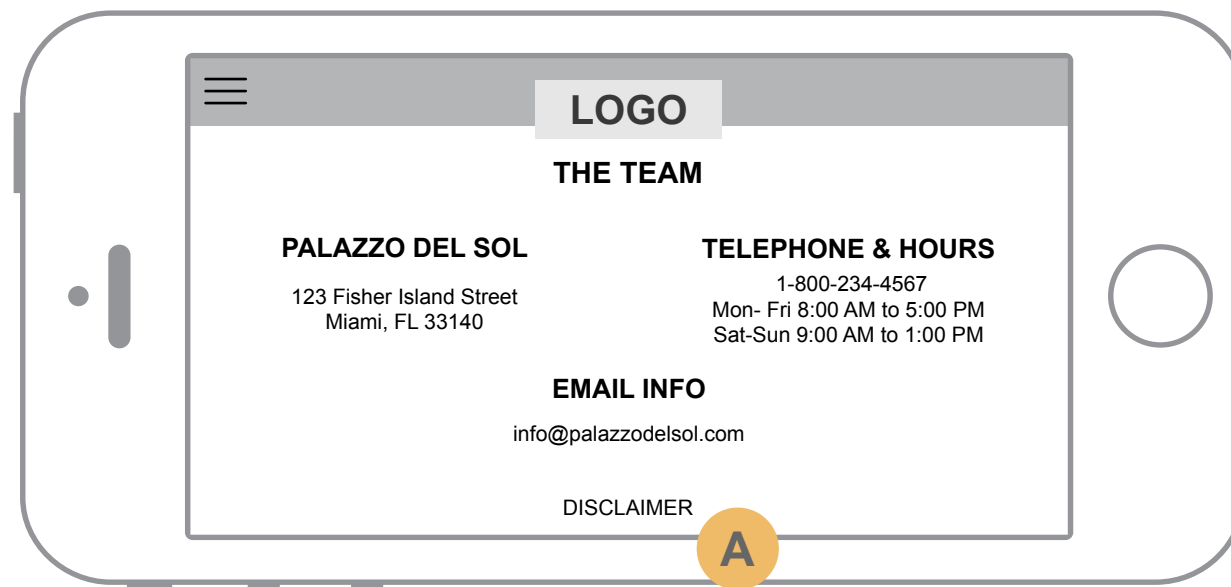 LOGO
THE TEAM
PALAZZO DEL SOL
123 Fisher Island Street
Miami, FL 33140
TELEPHONE & HOURS
1-800-234-4567
Mon- Fri 8:00 AM to 5:00 PM
Sat-Sun 9:00 AM to 1:00 PM
EMAIL INFO
info@palazzodelsol.com
DISCLAIMER
A